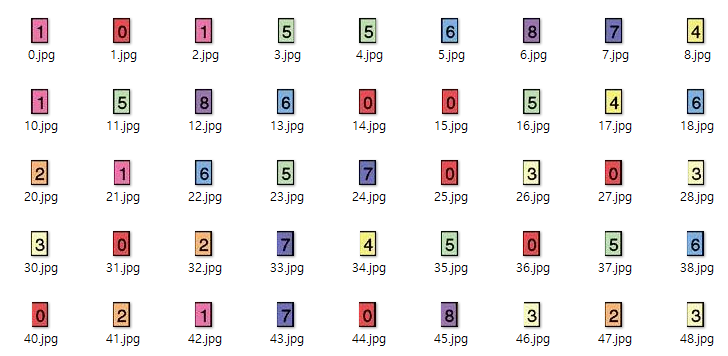 1 0 1 5 5 6 8 7 4
0.jpg 1.jpg 2.jpg 3.jpg 4.jpg 5.jpg 6.jpg 7.jpg 8.jpg
1 5 8 6 0 0 5 4 6
10.jpg 11.jpg 12.jpg 13.jpg 14.jpg 15.jpg 16.jpg 17.jpg 18.jpg
2 1 6 5 7 0 3 0 3
20.jpg 21.jpg 22.jpg 23.jpg 24.jpg 25.jpg 26.jpg 27.jpg 28.jpg
3 0 2 7 4 5 0 5 6
30.jpg 31.jpg 32.jpg 33.jpg 34.jpg 35.jpg 36.jpg 37.jpg 38.jpg
0 2 1 7 0 8 3 2 3
40.jpg 41.jpg 42.jpg 43.jpg 44.jpg 45.jpg 46.jpg 47.jpg 48.jpg